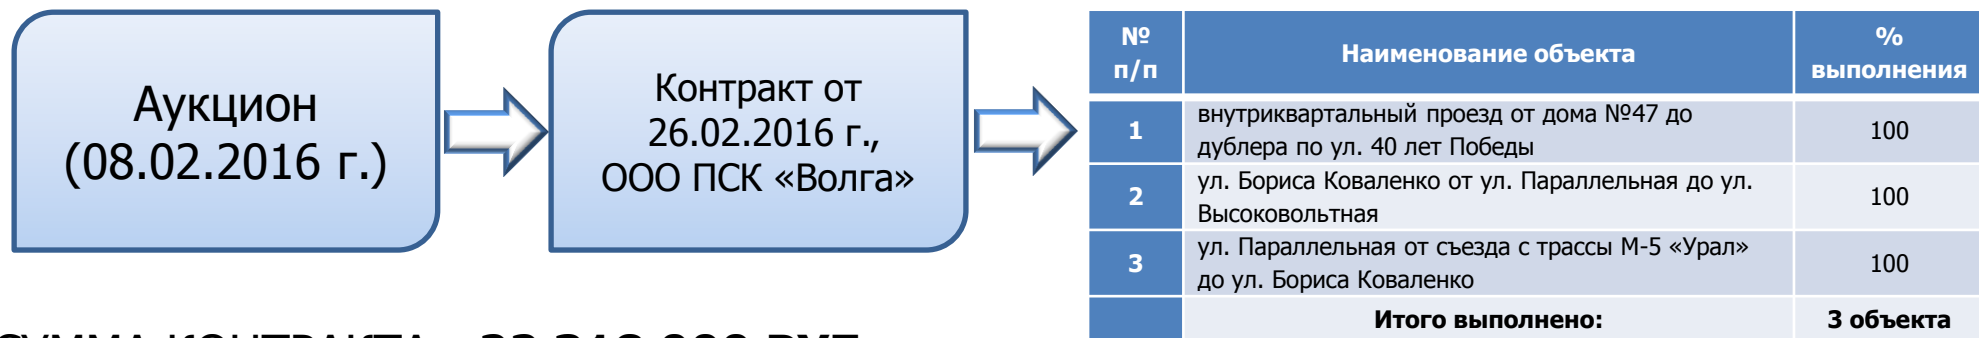 Аукцион
(08.02.2016 г.)
Контракт от
26.02.2016 г.,
ООО ПСК «Волга»
№
п/п
Наименование объекта
%
выполнения
1
внутриквартальный проезд от дома №47 до
дублера по ул. 40 лет Победы
100
2
ул. Бориса Коваленко от ул. Параллельная до ул.
Высоковольтная
100
3
ул. Параллельная от съезда с трассы М-5 «Урал»
до ул. Бориса Коваленко
100
Итого выполнено:
3 объекта
СУММА КОНТРАКТА